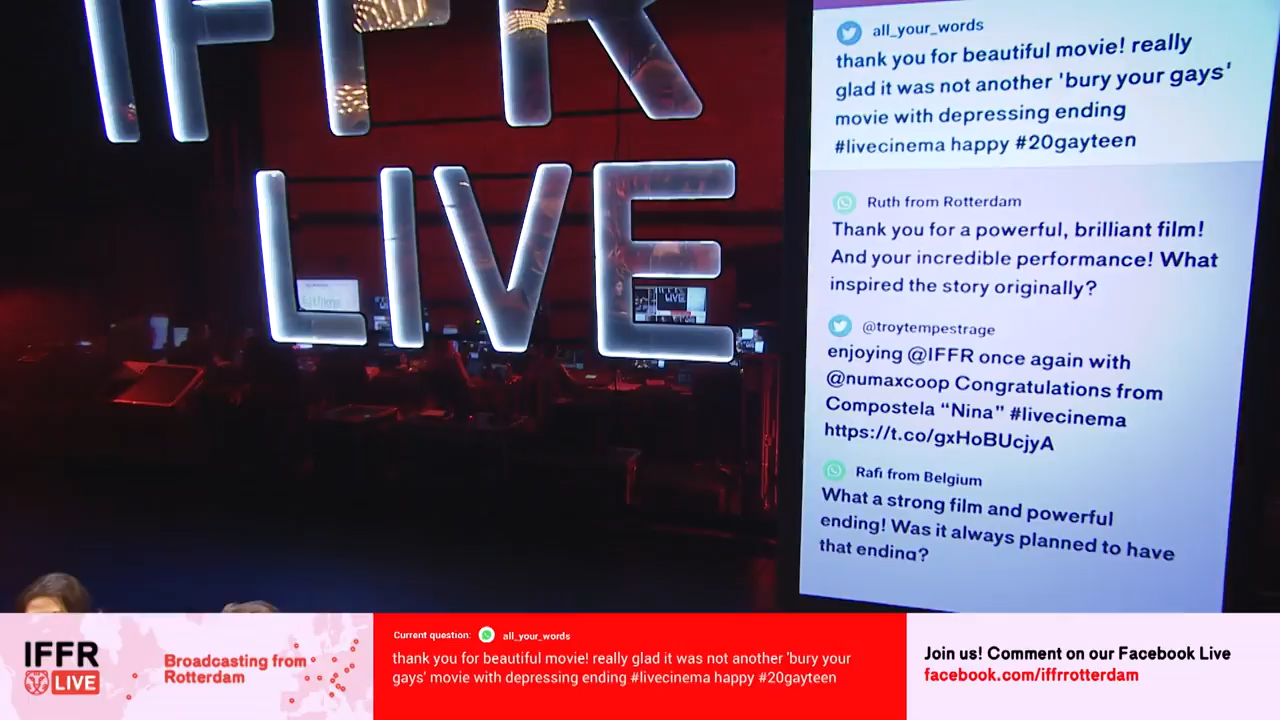 IFFR
LIVE
all_your_words
thank you for beautiful movie! really
glad it was not another 'bury your gays'
movie with depressing ending
#livecinema happy #20gayteen
Ruth from Rotterdam
Thank you for a powerful, brilliant film!
And your incredible performance! What
inspired the story originally?
@troytempestrage
enjoying @IFFR once again with
@numaxcoop Congratulations from
Compostela “Nina” #livecinema
https://t.co/gxHoBUcjyA
Rafi from Belgium
What a strong film and powerful
ending! Was it always planned to have
that ending?
IFFR
LIVE
Broadcasting from
Rotterdam
Current question: all_your_words
thank you for beautiful movie! really glad it was not another 'bury your
gays' movie with depressing ending #livecinema happy #20gayteen
Join us! Comment on our Facebook Live
facebook.com/iffrrotterdam